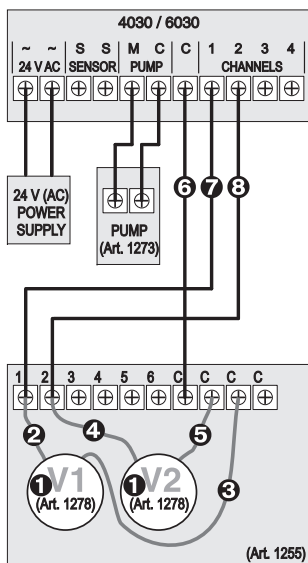 4030 / 6030
~ ~ S S M C C 1 2 3 4
24 V AC SENSOR PUMP CHANNELS
24 V (AC)
POWER
SUPPLY
PUMP
(Art. 1273)
6 7 8
1 2 3 4 5 6 C C C C
2 4 5
1 V1
(Art. 1278)
1 V2
(Art. 1278)
3
(Art. 1255)